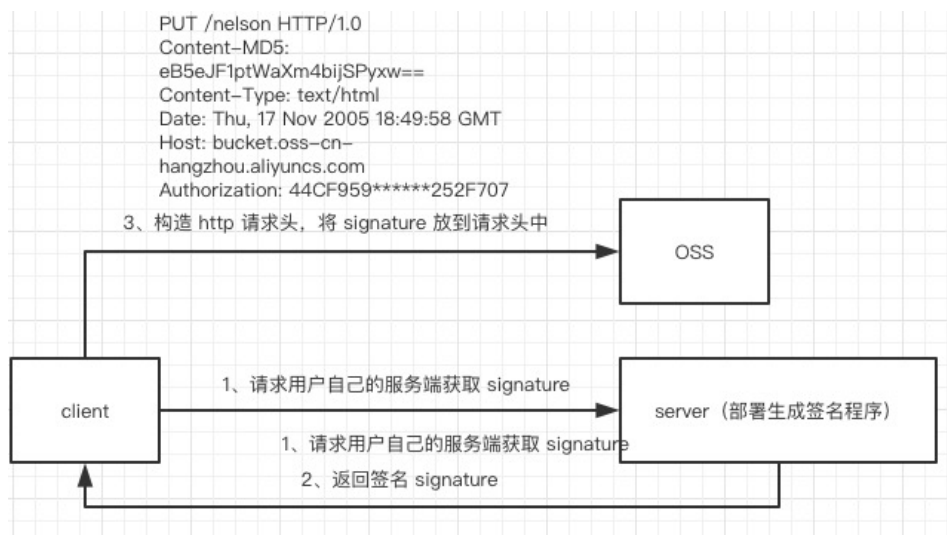 PUT /nelson HTTP/1.0
Content-MD5:
eB5eJF1ptWaXm4bijSPyxw==
Content-Type: text/html
Date: Thu, 17 Nov 2005 18:49:58 GMT
Host: bucket.oss-cn-
hangzhou.aliyuncs.com
Authorization: 44CF959******252F707
3、构造 http 请求头，将 signature 放到请求头中
OSS
1、请求用户自己的服务端获取 signature
client
server（部署生成签名程序）
1、请求用户自己的服务端获取 signature
2、返回签名 signature